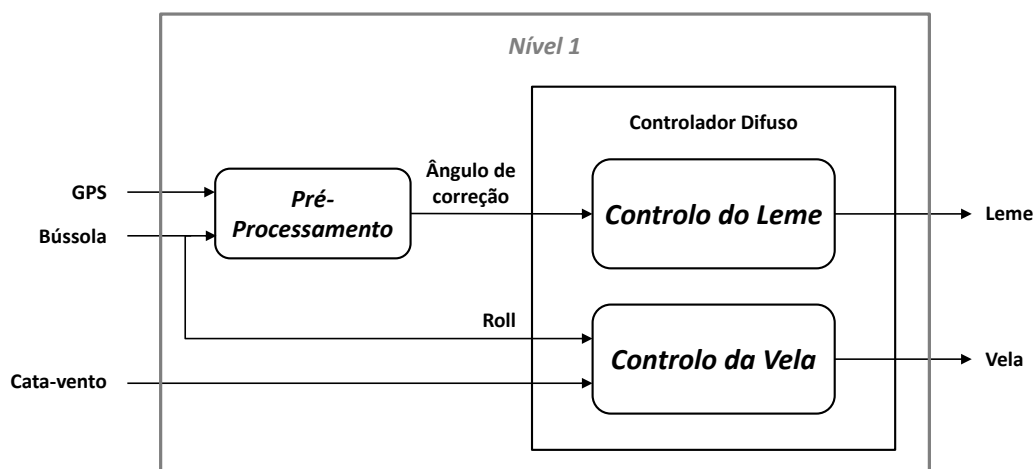 Nível 1
Controlador Difuso
GPS
Bússola
Pré-
Processamento
Ângulo de
correção
Controlo do Leme
Leme
Roll
Cata-vento
Controlo da Vela
Vela